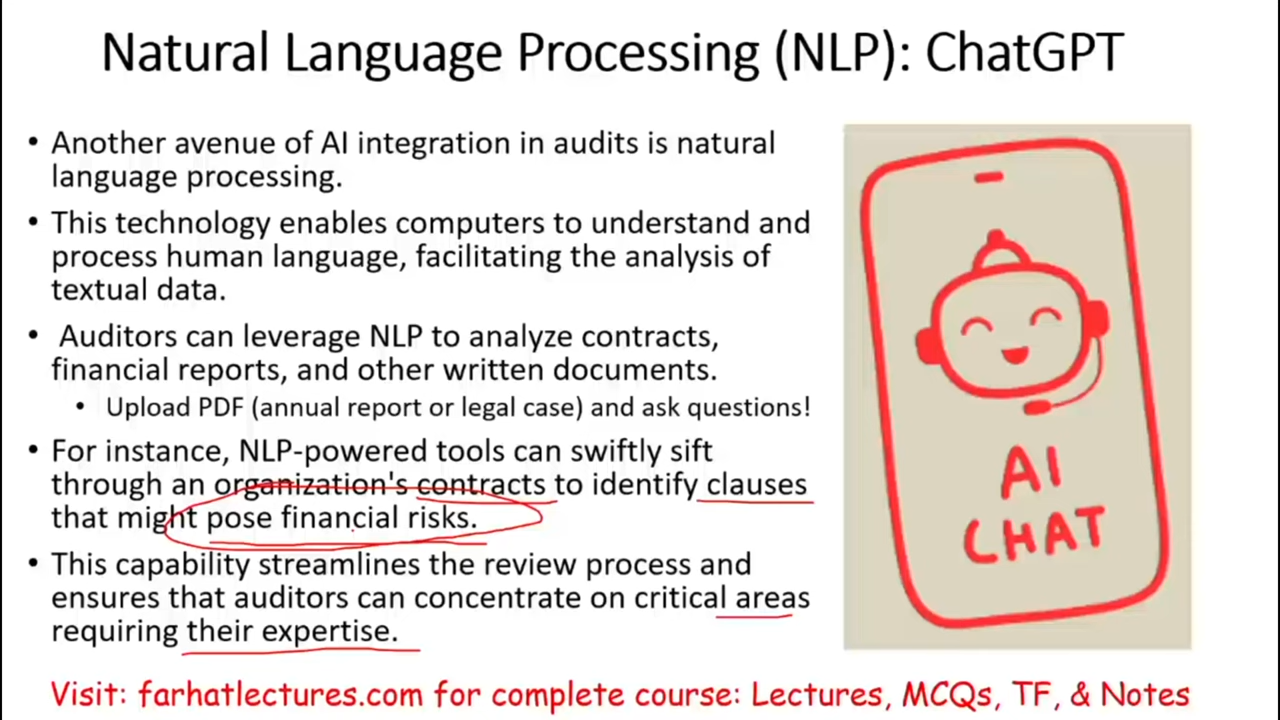 Natural Language Processing (NLP): ChatGPT
• Another avenue of AI integration in audits is natural
language processing.
• This technology enables computers to understand and
process human language, facilitating the analysis of
textual data.
• Auditors can leverage NLP to analyze contracts,
financial reports, and other written documents.
• Upload PDF (annual report or legal case) and ask questions!
• For instance, NLP-powered tools can swiftly sift
through an organization's contracts to identify clauses
that might pose financial risks.
• This capability streamlines the review process and
ensures that auditors can concentrate on critical areas
requiring their expertise.
AI
CHAT
Visit: farhatlectures.com for complete course: Lectures, MCQs, TF, & Notes